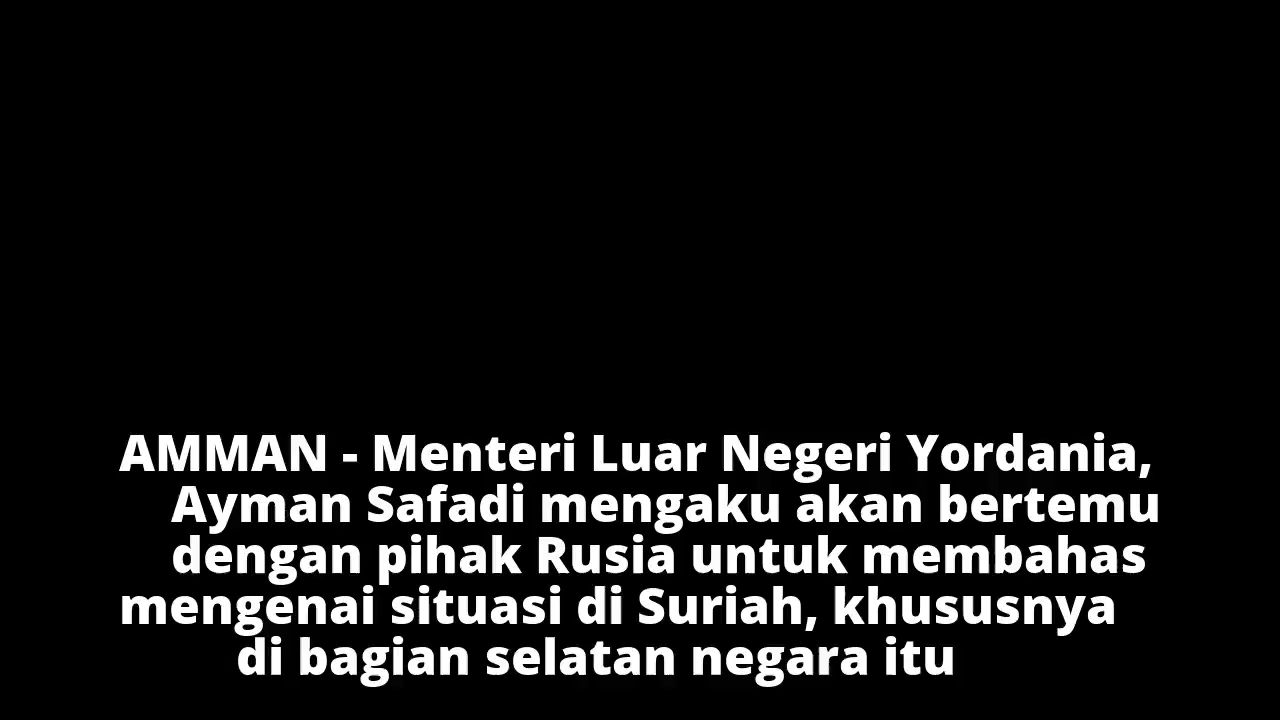 AMMAN - Menteri Luar Negeri Yordania,
Ayman Safadi mengaku akan bertemu
dengan pihak Rusia untuk membahas
mengenai situasi di Suriah, khususnya
di bagian selatan negara itu